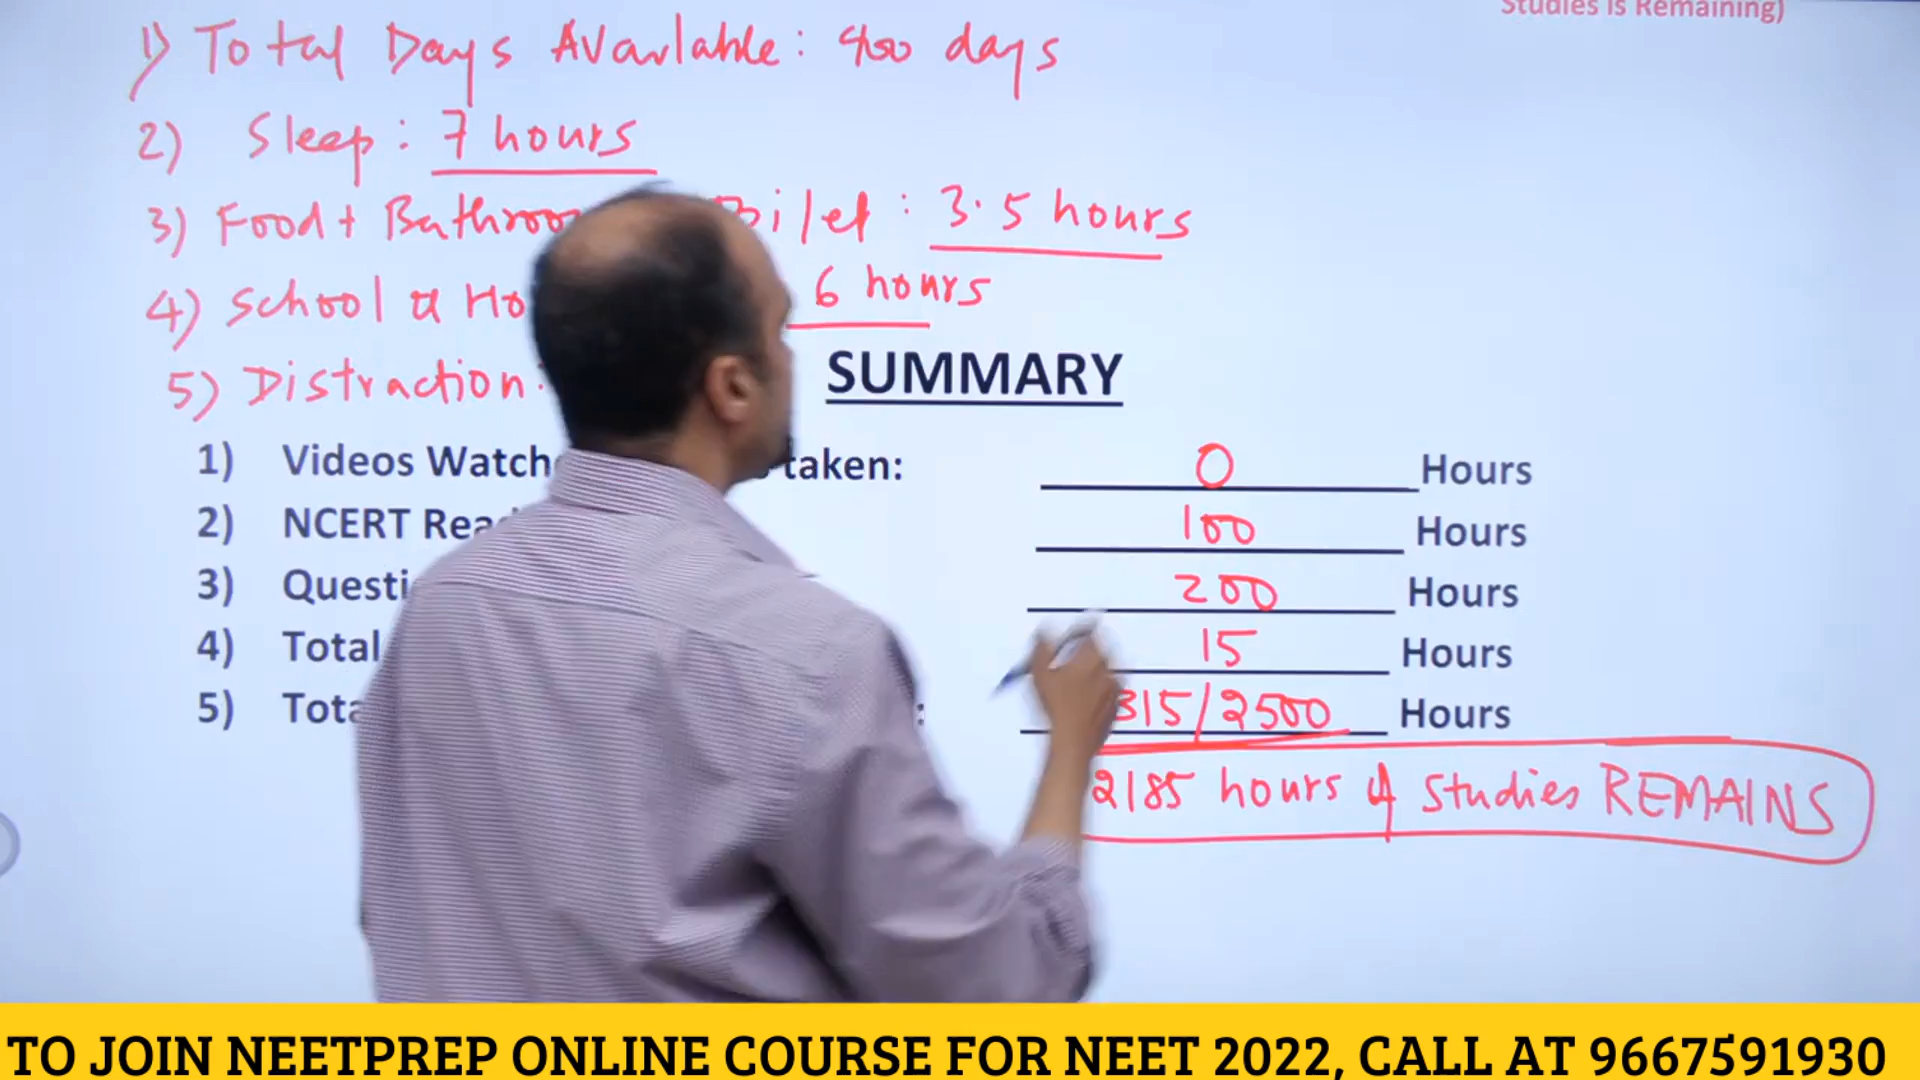 Studies is Remaining)
1) Total Days Available: 400 days
2) Sleep: 7 hours
3) Food + Bathroo oilet: 3.5 hours
4) School & Ho 6 hours
5) Distraction:
SUMMARY
1) Videos Watch taken: 0 Hours
2) NCERT Rea 100 Hours
3) Questi 200 Hours
4) Total 15 Hours
5) Tota : 315/2500 Hours
2185 hours of studies REMAINS
TO JOIN NEETPREP ONLINE COURSE FOR NEET 2022, CALL AT 9667591930